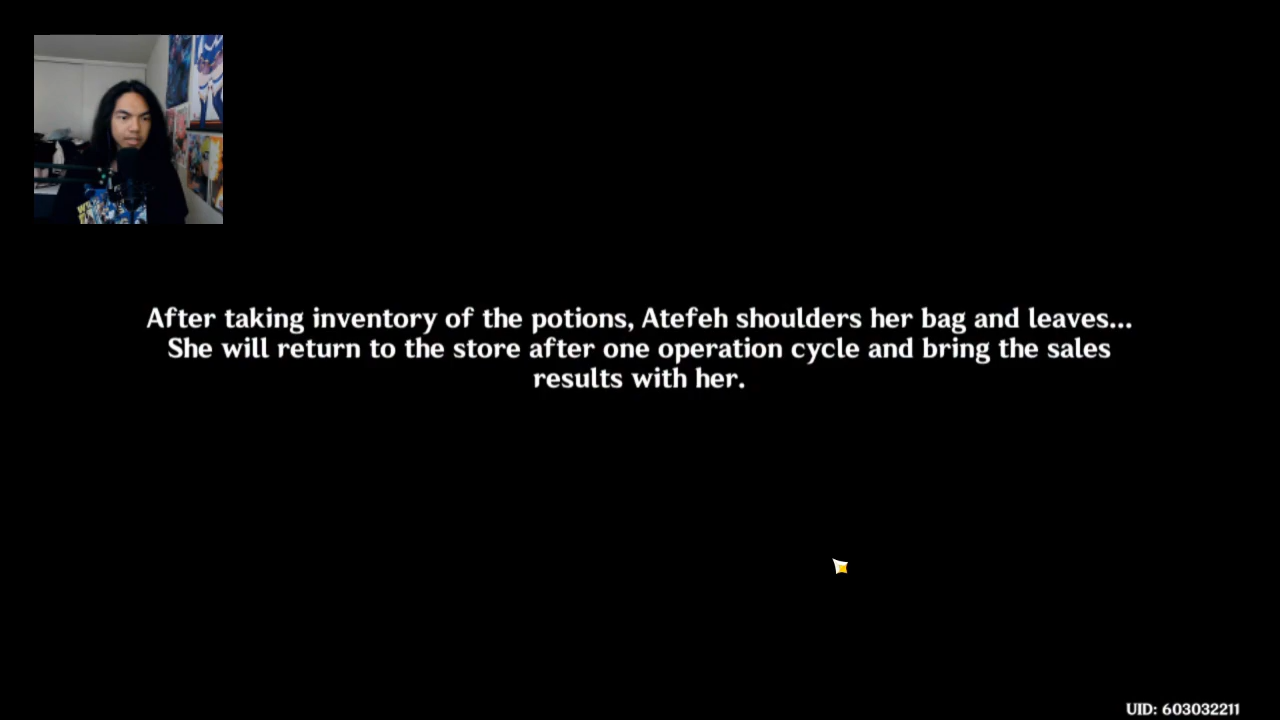 After taking inventory of the potions, Atefeh shoulders her bag and leaves...
She will return to the store after one operation cycle and bring the sales
results with her.
UID: 603032211